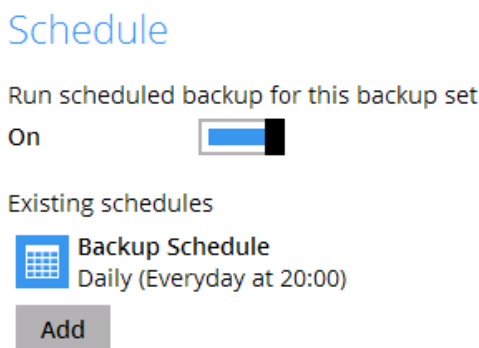 Schedule
Run scheduled backup for this backup set
On
Existing schedules
Backup Schedule
Daily (Everyday at 20:00)
Add